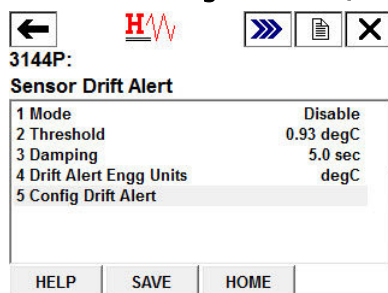 H
3144P:
Sensor Drift Alert
1 Mode Disable
2 Threshold 0.93 degC
3 Damping 5.0 sec
4 Drift Alert Engg Units degC
5 Config Drift Alert
HELP SAVE HOME